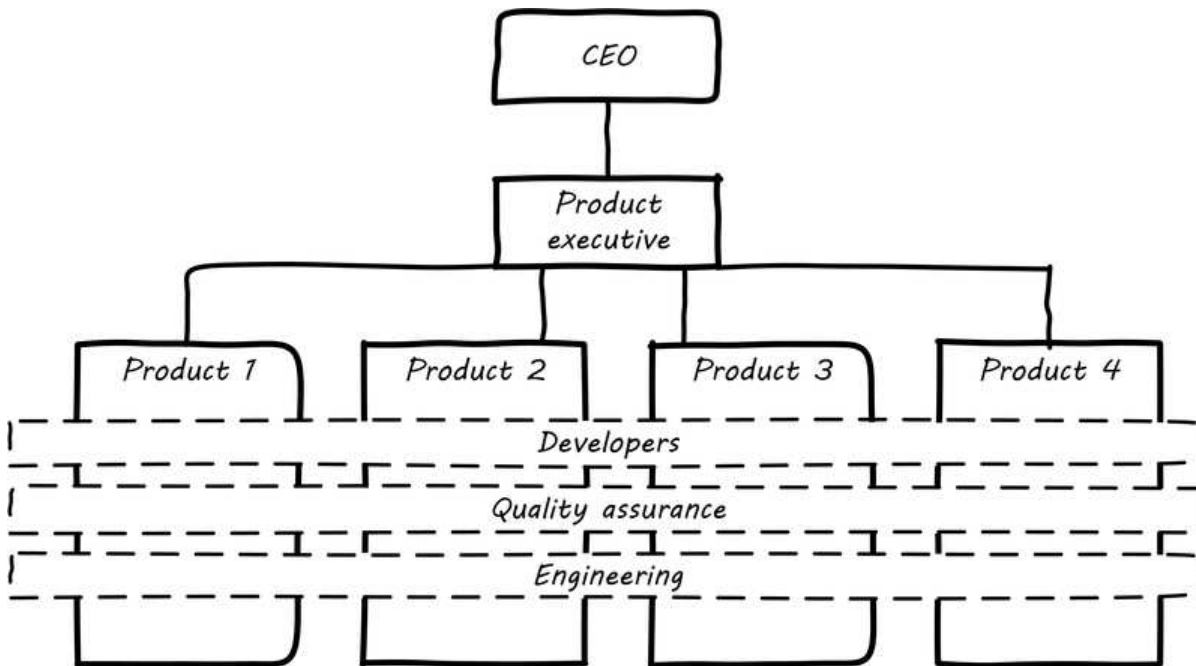 CEO
Product
executive
Product 1
Product 2
Product 3
Product 4
Developers
Quality assurance
Engineering